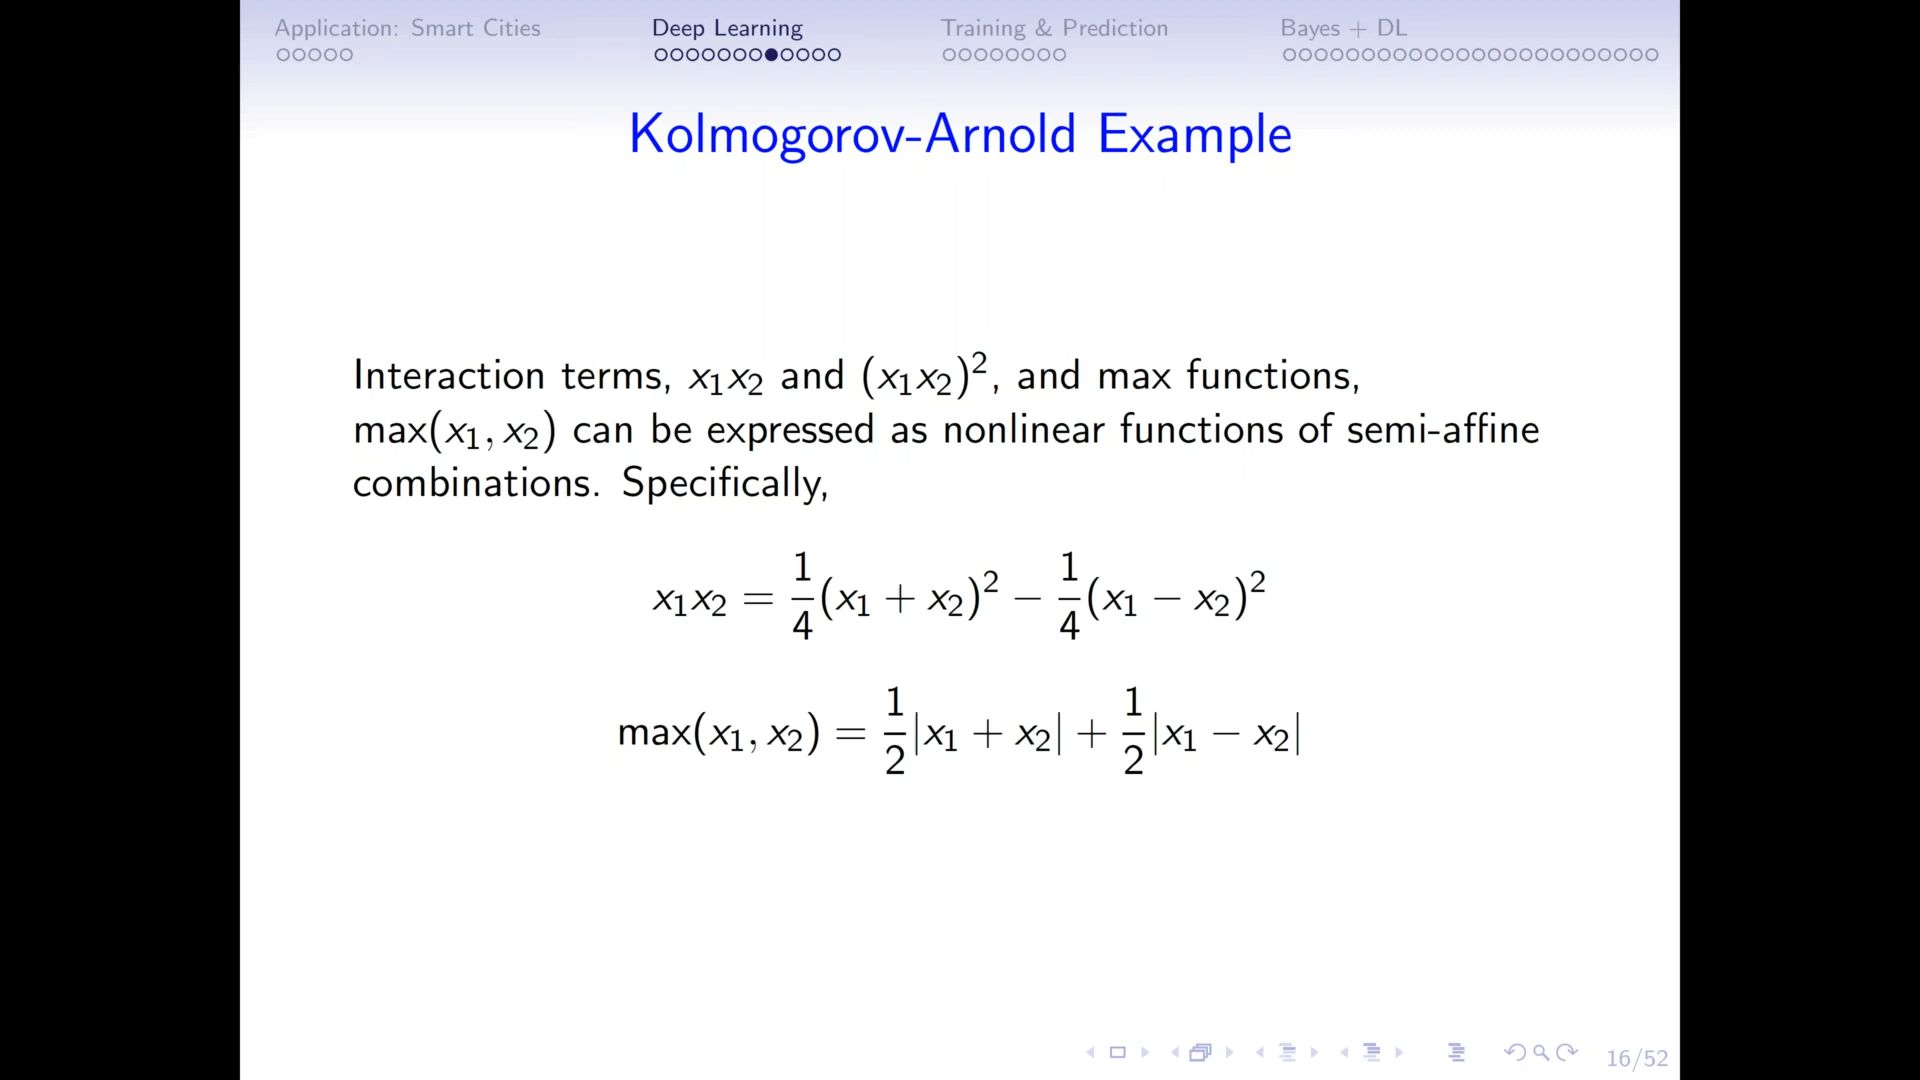 Application: Smart Cities
Deep Learning
Training & Prediction
Bayes + DL
Kolmogorov-Arnold Example
Interaction terms, x₁x₂ and (x₁x₂)², and max functions,
max(x₁, x₂) can be expressed as nonlinear functions of semi-affine
combinations. Specifically,
x₁x₂ = 1/4(x₁ + x₂)² − 1/4(x₁ − x₂)²
max(x₁, x₂) = 1/2|x₁ + x₂| + 1/2|x₁ − x₂|
16/52